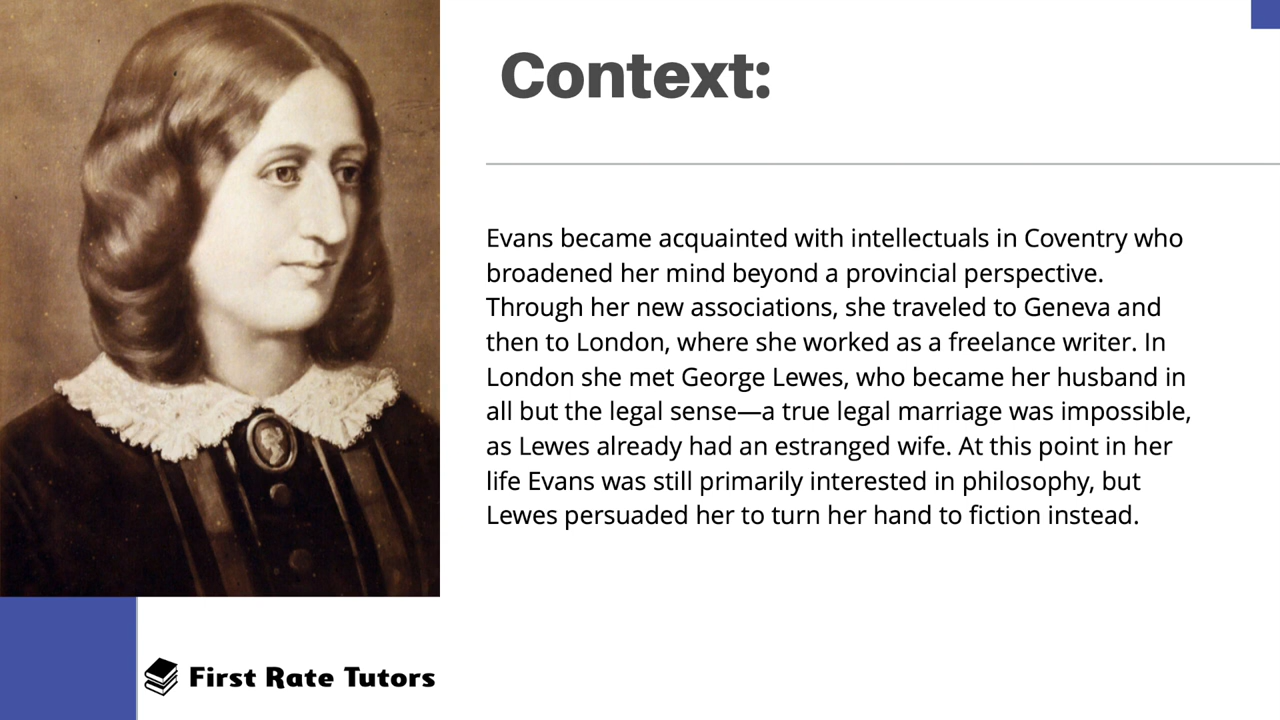 Context:
Evans became acquainted with intellectuals in Coventry who
broadened her mind beyond a provincial perspective.
Through her new associations, she traveled to Geneva and
then to London, where she worked as a freelance writer. In
London she met George Lewes, who became her husband in
all but the legal sense—a true legal marriage was impossible,
as Lewes already had an estranged wife. At this point in her
life Evans was still primarily interested in philosophy, but
Lewes persuaded her to turn her hand to fiction instead.
First Rate Tutors